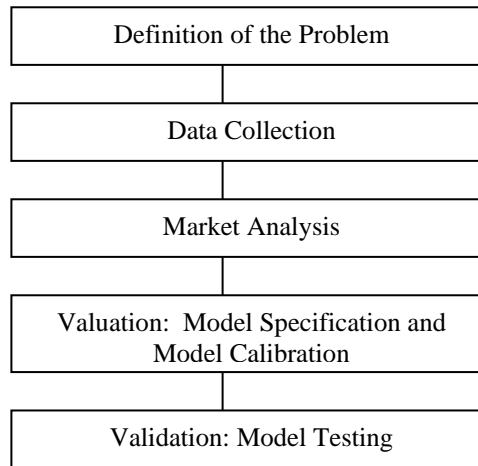 Definition of the Problem
Data Collection
Market Analysis
Valuation:  Model Specification and
Model Calibration
Validation: Model Testing